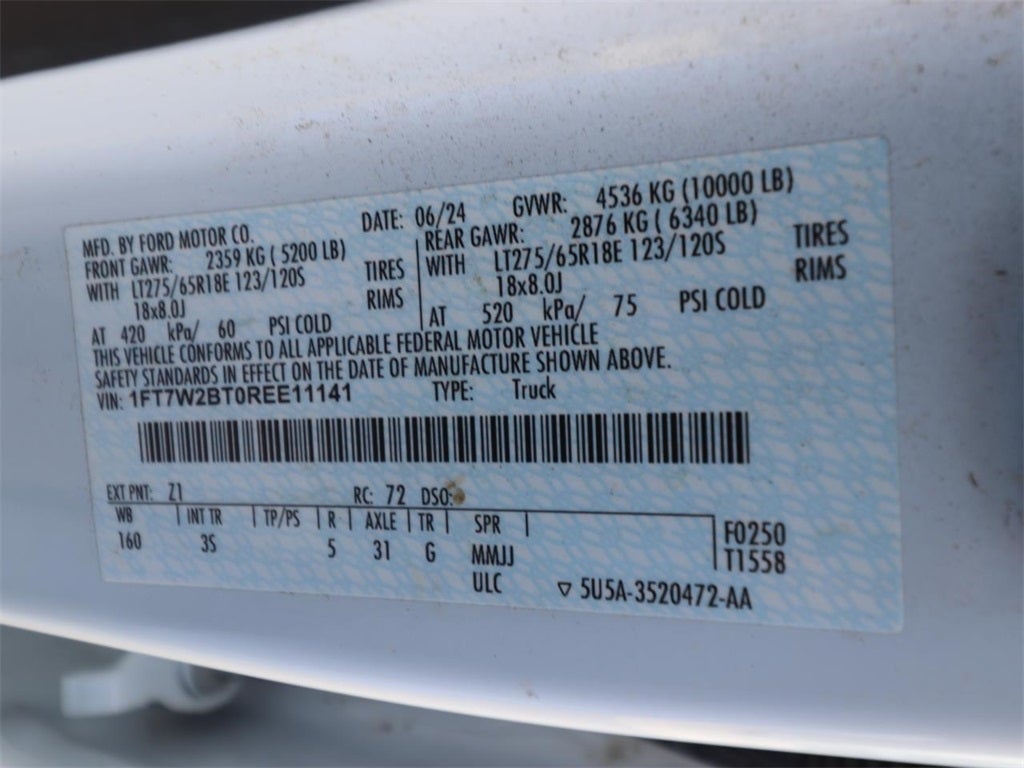 MFD. BY FORD MOTOR CO. DATE: 06/24 GVWR: 4536 KG (10000 LB)
FRONT GAWR: 2359 KG ( 5200 LB) REAR GAWR: 2876 KG ( 6340 LB)
WITH LT275/65R18E 123/120S TIRES WITH LT275/65R18E 123/120S TIRES
18x8.0J RIMS 18x8.0J RIMS
AT 420 kPa/ 60 PSI COLD AT 520 kPa/ 75 PSI COLD
THIS VEHICLE CONFORMS TO ALL APPLICABLE FEDERAL MOTOR VEHICLE
SAFETY STANDARDS IN EFFECT ON THE DATE OF MANUFACTURE SHOWN ABOVE.
VIN: 1FT7W2BT0REE11141 TYPE: Truck
EXT PNT: Z1 RC: 72 DSO:
WB INT TR TP/PS R AXLE TR SPR F0250
160 3S 5 31 G MMJJ T1558
ULC ▽ 5U5A-3520472-AA